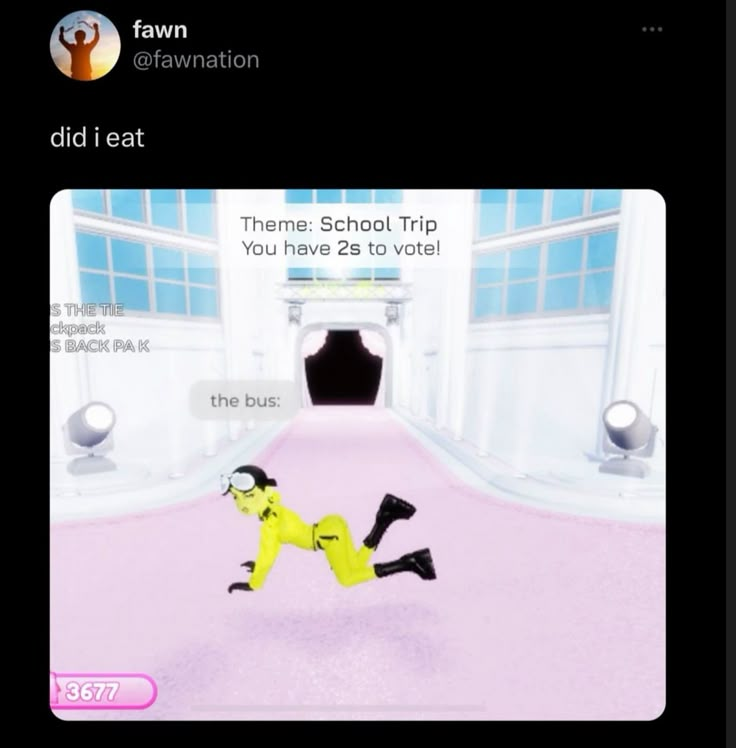 fawn
@fawnation
did i eat
Theme: School Trip
You have 2s to vote!
S THE TIE
ckpack
S BACK PA K
the bus:
3677